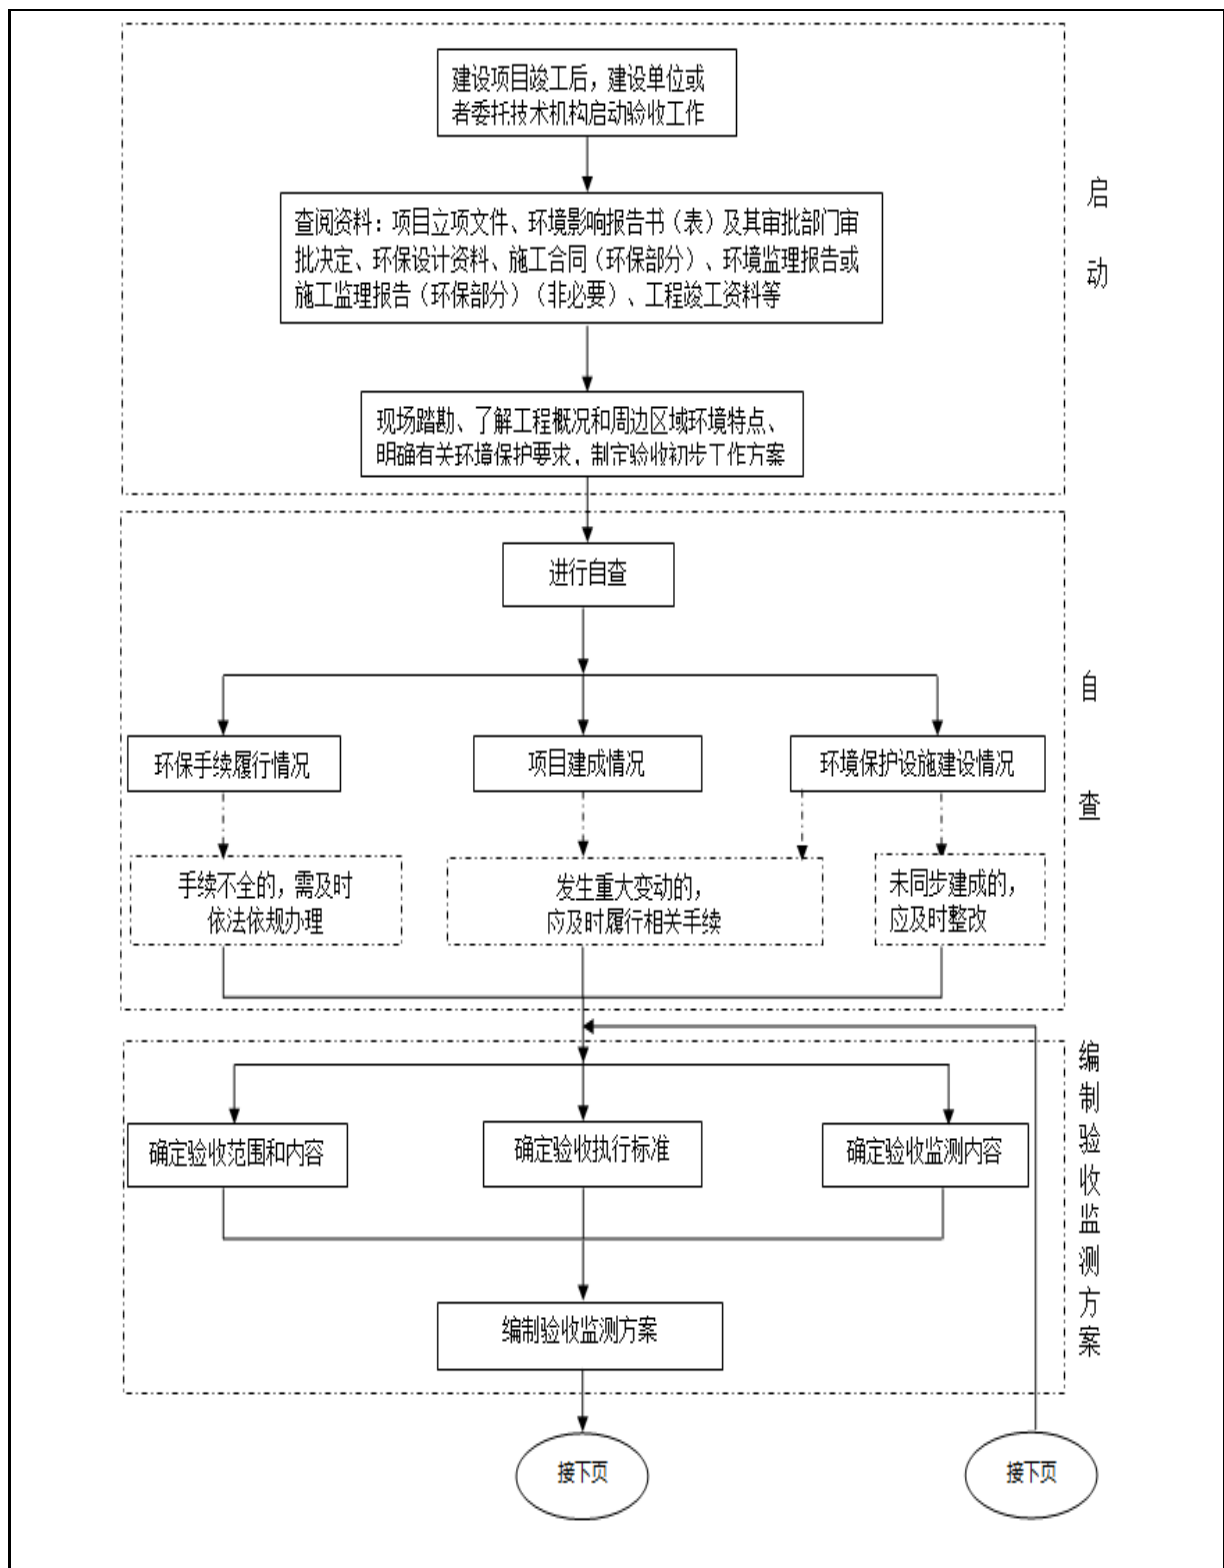 建设项目竣工后，建设单位或
者委托技术机构启动验收工作
查阅资料：项目立项文件、环境影响报告书（表）及其审批部门审
批决定、环保设计资料、施工合同（环保部分）、环境监理报告或
施工监理报告（环保部分）（非必要）、工程竣工资料等
现场踏勘、了解工程概况和周边区域环境特点、
明确有关环境保护要求，制定验收初步工作方案
启
动
进行自查
环保手续履行情况
项目建成情况
环境保护设施建设情况
手续不全的，需及时
依法依规办理
发生重大变动的，
应及时履行相关手续
未同步建成的，
应及时整改
自
查
确定验收范围和内容
确定验收执行标准
确定验收监测内容
编制验收监测方案
编
制
验
收
监
测
方
案
接下页
接下页